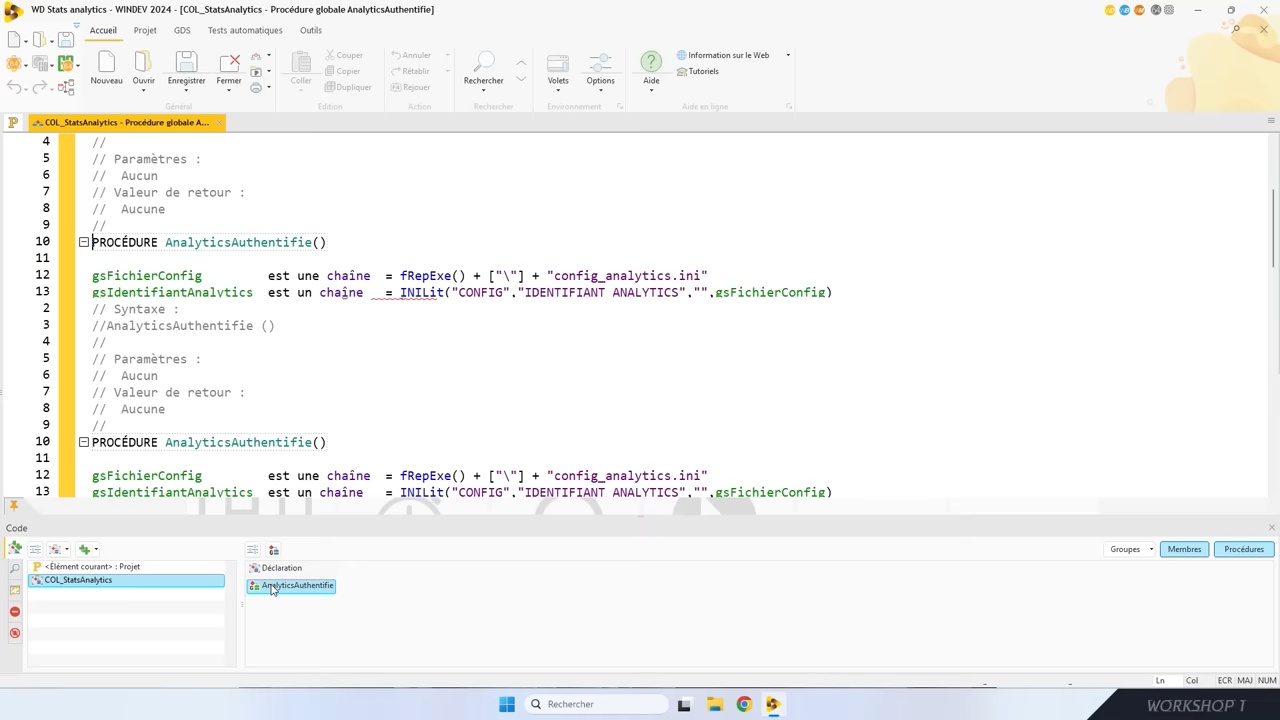 WD Stats analytics - WINDEV 2024 - [COL_StatsAnalytics - Procédure globale AnalyticsAuthentifie]
Accueil Projet GDS Tests automatiques Outils
Nouveau Ouvrir Enregistrer Fermer Coller Couper Copier Dupliquer Annuler Rétablir Rejouer Rechercher Volets Options Aide Information sur le Web Tutoriels
Général Edition Action Rechercher Environnement Aide en ligne
COL_StatsAnalytics - Procédure globale A...
4 //
5 // Paramètres :
6 // Aucun
7 // Valeur de retour :
8 // Aucune
9 //
10 PROCÉDURE AnalyticsAuthentifie()
11
12 gsFichierConfig est une chaîne = fRepExe() + ["\"] + "config_analytics.ini"
13 gsIdentifiantAnalytics est un chaîne = INILit("CONFIG","IDENTIFIANT ANALYTICS","",gsFichierConfig)
2 // Syntaxe :
3 //AnalyticsAuthentifie ()
4 //
5 // Paramètres :
6 // Aucun
7 // Valeur de retour :
8 // Aucune
9 //
10 PROCÉDURE AnalyticsAuthentifie()
11
12 gsFichierConfig est une chaîne = fRepExe() + ["\"] + "config_analytics.ini"
13 gsIdentifiantAnalytics est un chaîne = INILit("CONFIG","IDENTIFIANT ANALYTICS","",gsFichierConfig)
Code
Groupes Membres Procédures
<Élément courant> : Projet
COL_StatsAnalytics
Déclaration
AnalyticsAuthentifie
Ln Col ECR MAJ NUM
Rechercher
WORKSHOP T